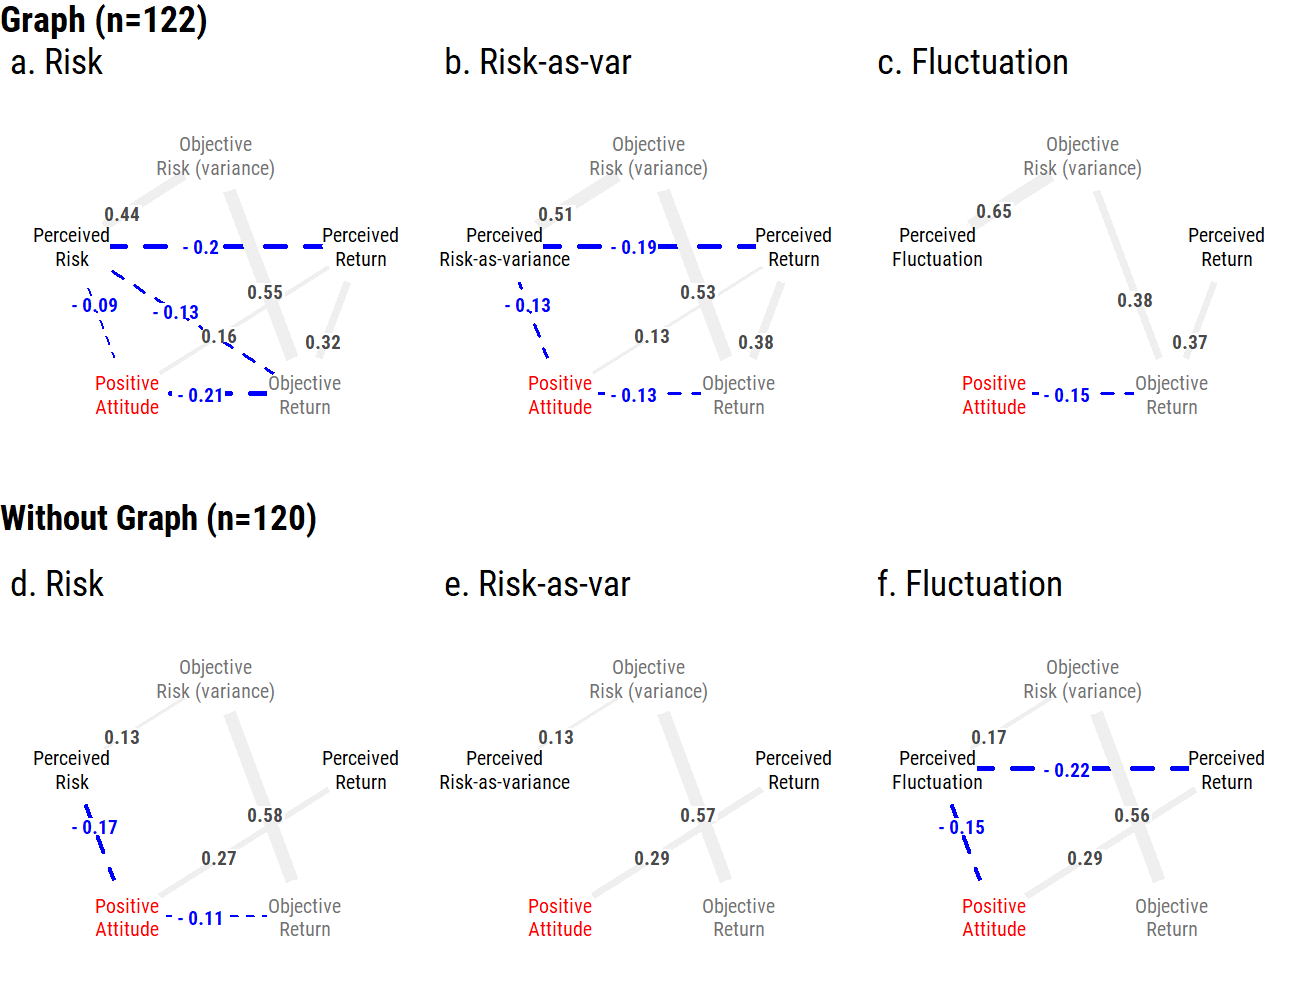 Graph (n=122)
a. Risk
b. Risk-as-var
c. Fluctuation
Objective
Risk (variance)
0.44
Perceived
Risk
- 0.2
Perceived
Return
- 0.09
- 0.13
0.55
0.16
0.32
Positive
Attitude
- 0.21
Objective
Return
Objective
Risk (variance)
0.51
Perceived
Risk-as-variance
- 0.19
Perceived
Return
- 0.13
0.53
0.13
0.38
Positive
Attitude
- 0.13
Objective
Return
Objective
Risk (variance)
0.65
Perceived
Fluctuation
Perceived
Return
0.38
0.37
Positive
Attitude
- 0.15
Objective
Return
Without Graph (n=120)
d. Risk
e. Risk-as-var
f. Fluctuation
Objective
Risk (variance)
0.13
Perceived
Risk
Perceived
Return
- 0.17
0.58
0.27
Positive
Attitude
- 0.11
Objective
Return
Objective
Risk (variance)
0.13
Perceived
Risk-as-variance
Perceived
Return
0.57
0.29
Positive
Attitude
Objective
Return
Objective
Risk (variance)
0.17
Perceived
Fluctuation
- 0.22
Perceived
Return
- 0.15
0.56
0.29
Positive
Attitude
Objective
Return